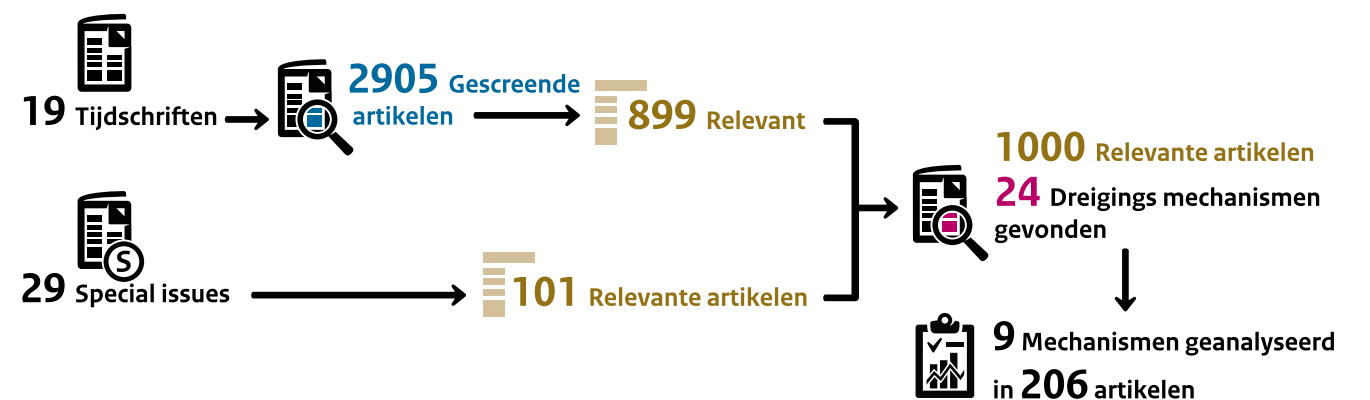 19 Tijdschriften
2905 Gescreende
artikelen
899 Relevant
S
29 Special issues
101 Relevante artikelen
1000 Relevante artikelen
24 Dreigings mechanismen
gevonden
9 Mechanismen geanalyseerd
in 206 artikelen